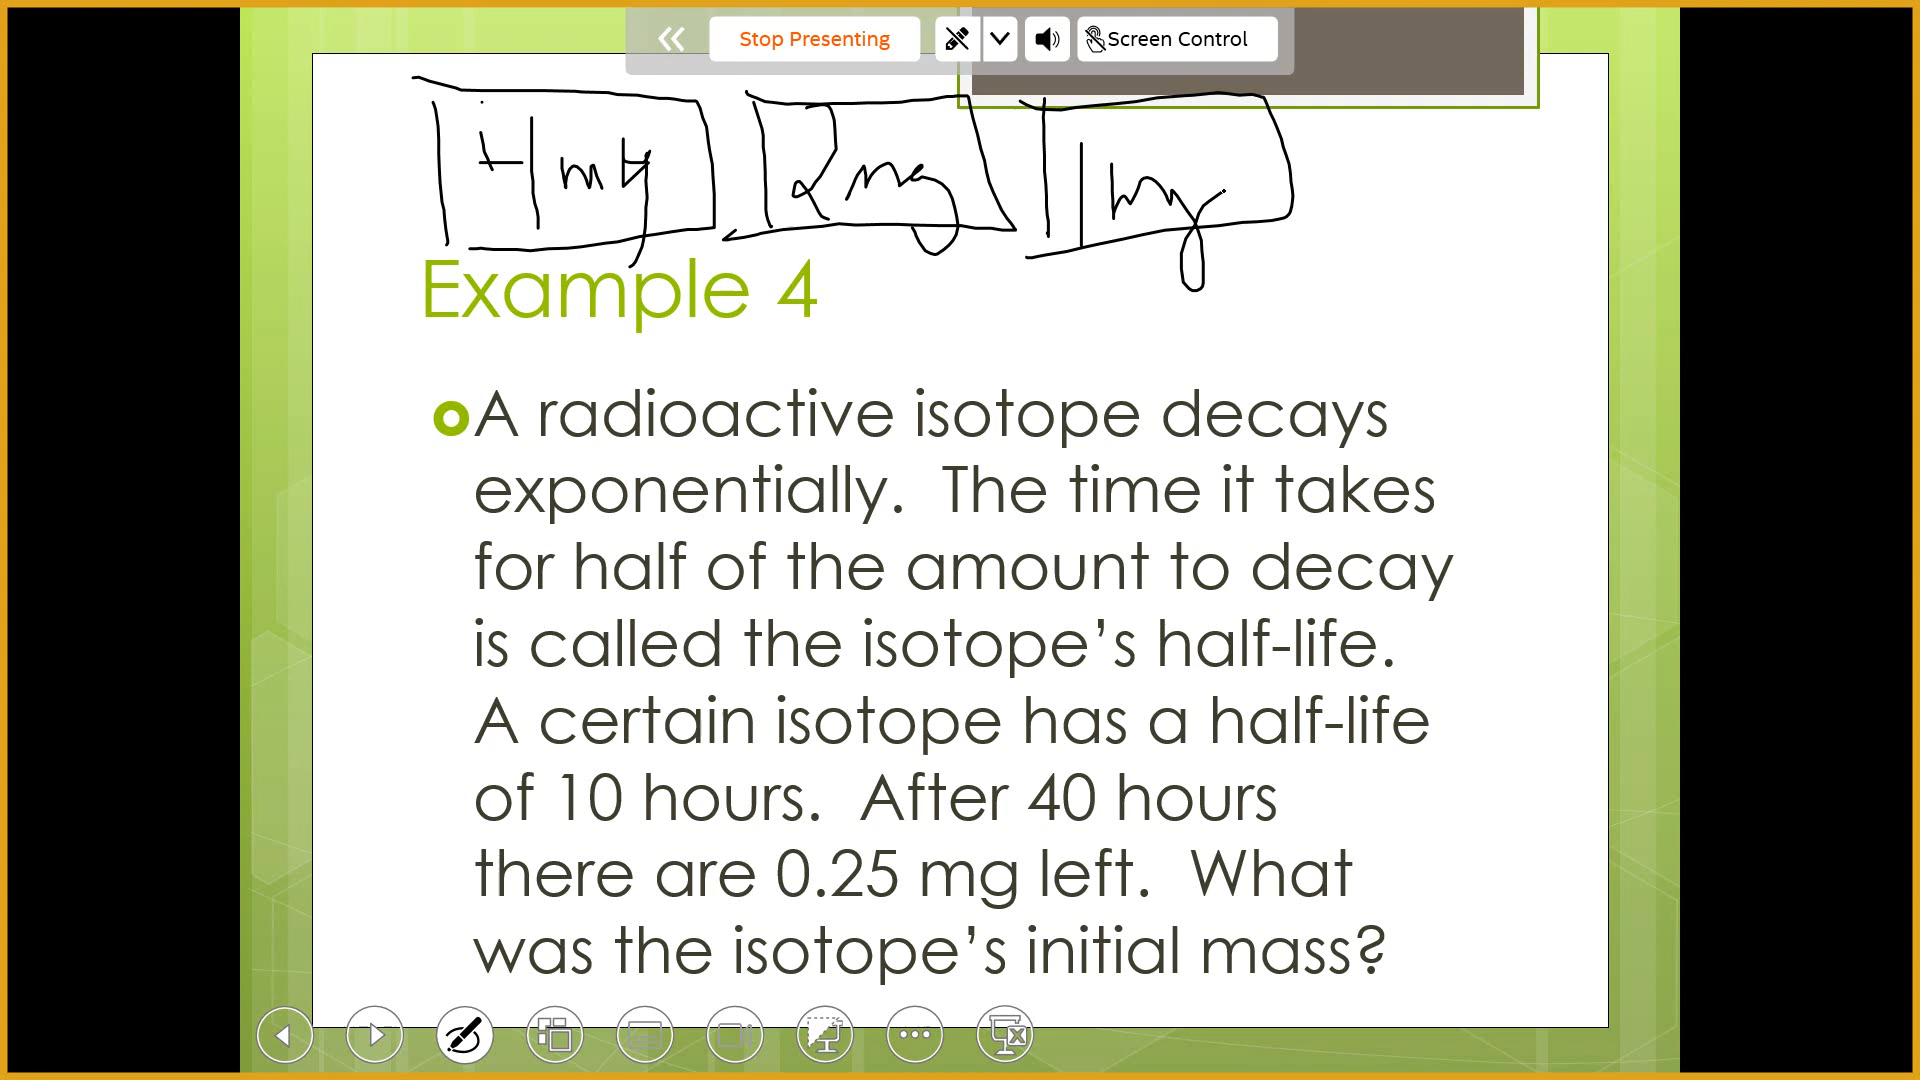 Stop Presenting Screen Control
4 mg 2 mg 1 mg
Example 4
A radioactive isotope decays
exponentially. The time it takes
for half of the amount to decay
is called the isotope’s half-life.
A certain isotope has a half-life
of 10 hours. After 40 hours
there are 0.25 mg left. What
was the isotope’s initial mass?